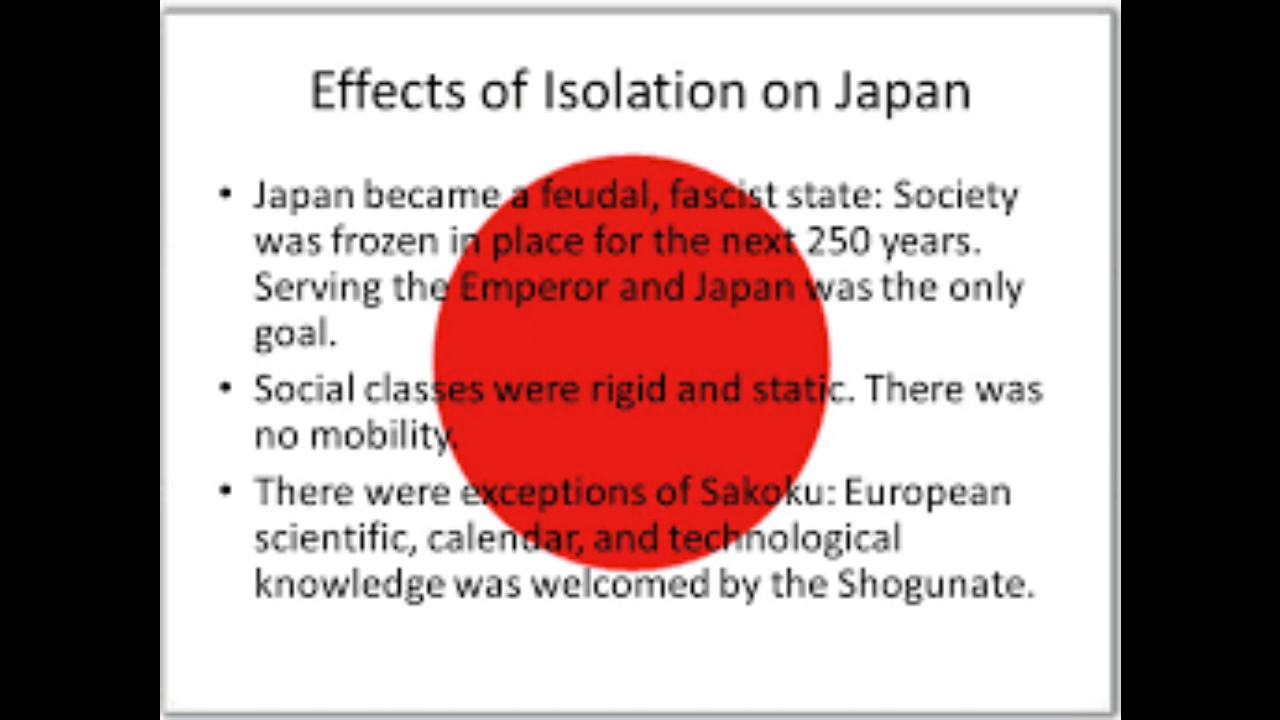 Effects of Isolation on Japan
• Japan became a feudal, fascist state: Society
was frozen in place for the next 250 years.
Serving the Emperor and Japan was the only
goal.
• Social classes were rigid and static. There was
no mobility.
• There were exceptions of Sakoku: European
scientific, calendar, and technological
knowledge was welcomed by the Shogunate.